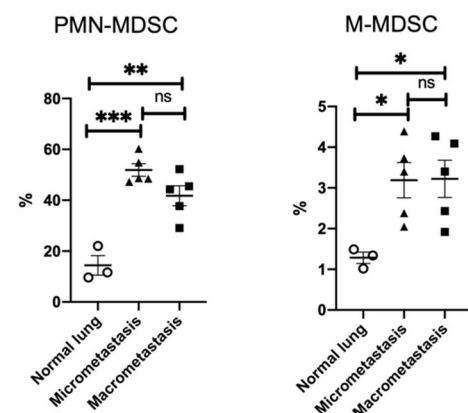 PMN-MDSC
**
***
ns
80
60
40
20
0
%
Normal lung
Micrometastasis
Macrometastasis
M-MDSC
*
*
ns
5
4
3
2
1
0
%
Normal lung
Micrometastasis
Macrometastasis